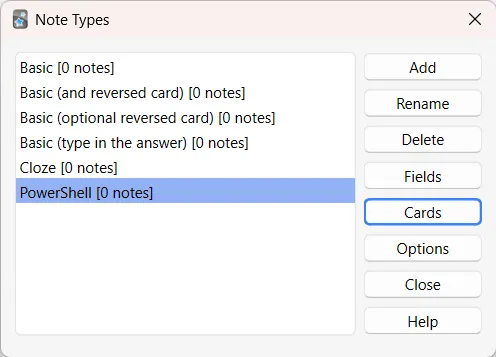 Note Types
Basic [0 notes]
Basic (and reversed card) [0 notes]
Basic (optional reversed card) [0 notes]
Basic (type in the answer) [0 notes]
Cloze [0 notes]
PowerShell [0 notes]
Add
Rename
Delete
Fields
Cards
Options
Close
Help